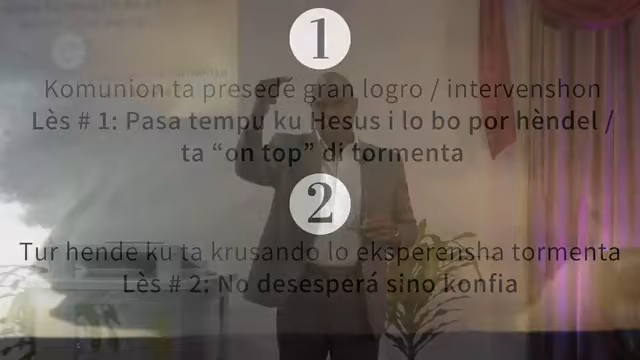 1
Komunion ta presedé gran logro / intervenshon
Lès # 1: Pasa tempu ku Hesus i lo bo por hèndel /
ta “on top” di tormenta
2
Tur hende ku ta krusando lo eksperensha tormenta
Lès # 2: No desesperá sino konfia